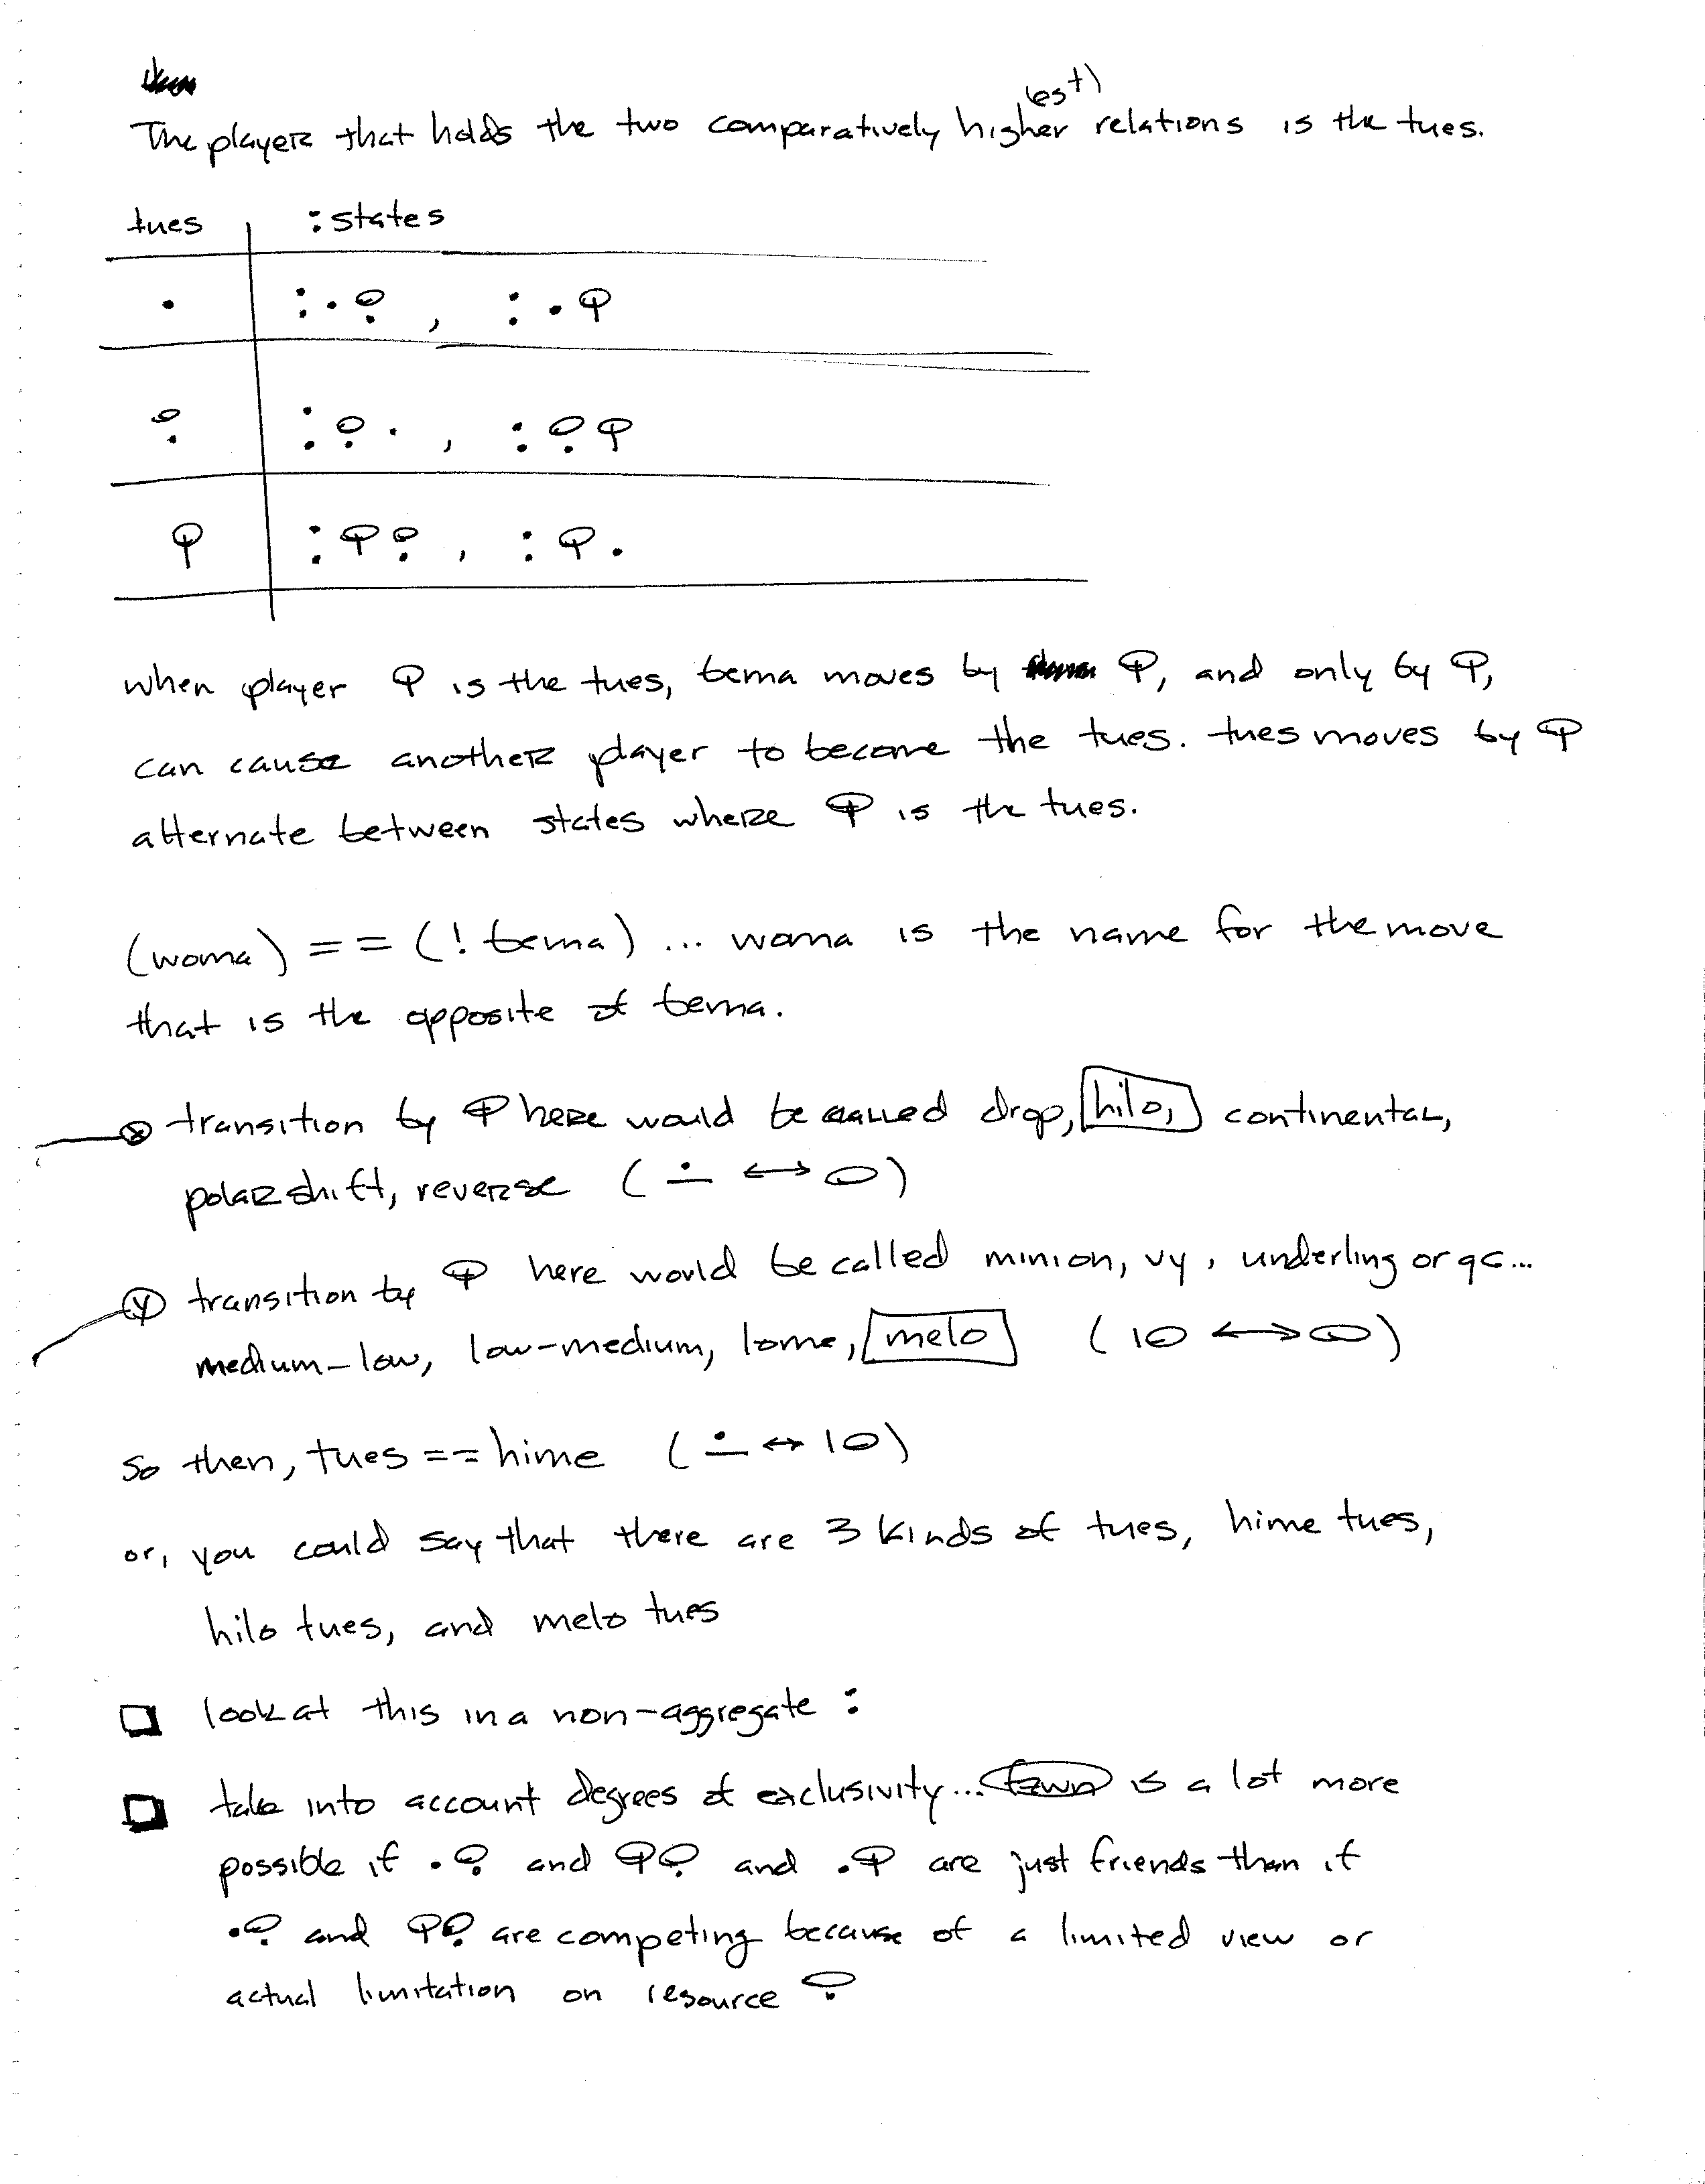 (est)
The player that holds the two comparatively higher relations is the tues.
tues :states
when player is the tues, bema moves by , and only by ,
can cause another player to become the tues. tues moves by
alternate between states where is the tues.
(woma) == (! bema) ... woma is the name for the move
that is the opposite of bema.
ⓧ transition by here would be called drop, hilo, continental,
polarshift, reverse ( ↔ )
ⓨ transition by here would be called minion, vy, underling or qc...
medium-low, low-medium, lome, melo ( ↔ )
so then, tues == hime ( ↔ )
or, you could say that there are 3 kinds of tues, hime tues,
hilo tues, and melo tues
□ look at this in a non-aggregate :
□ take into account degrees of exclusivity... is a lot more
possible if and and are just friends than if
and are competing because of a limited view or
actual limitation on resource